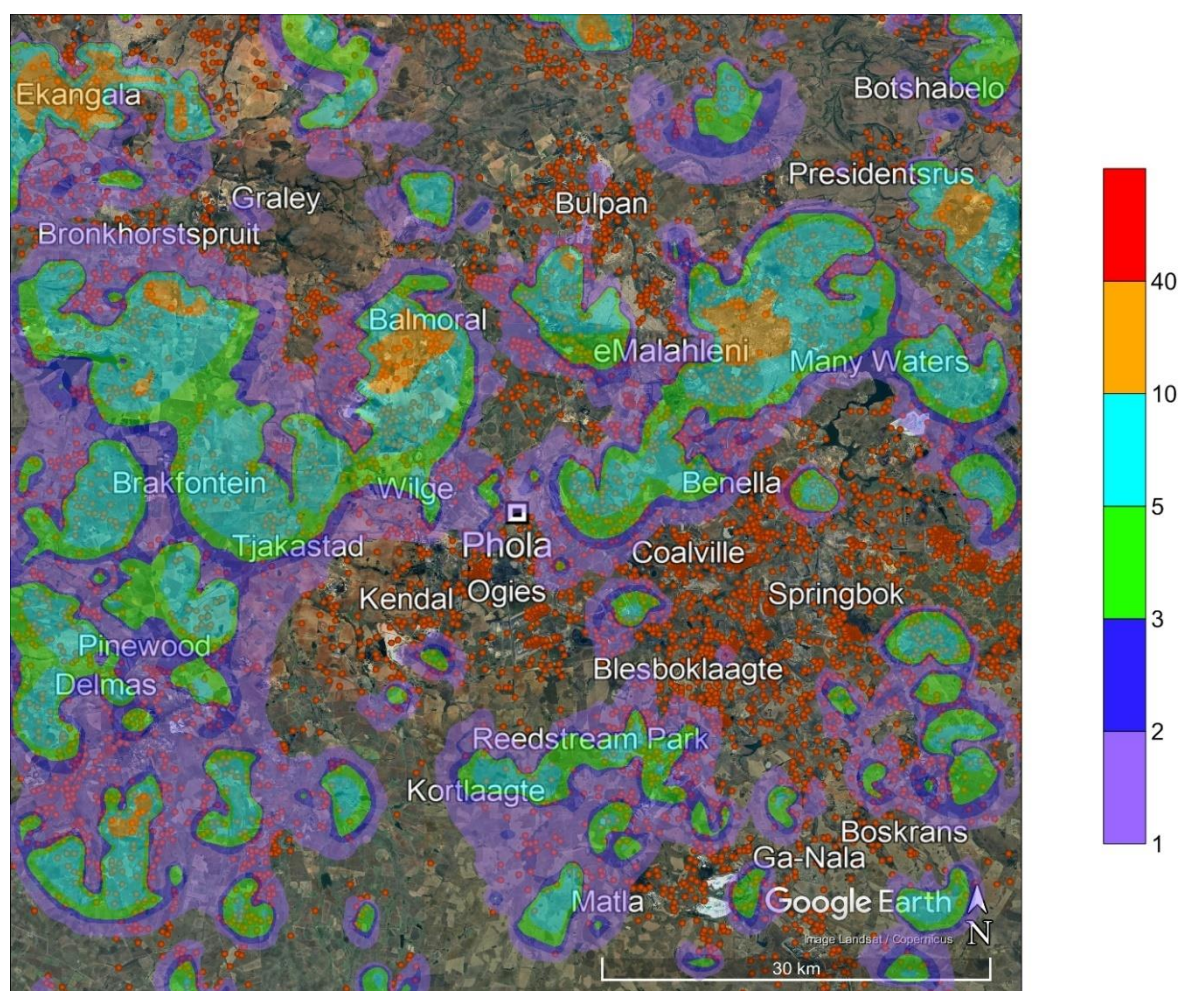 Ekangala
Botshabelo
Graley
Bulpan
Presidentsrus
Bronkhorstspruit
Balmoral
eMalahleni
Many Waters
Brakfontein
Wilge
Benella
Tjakastad
Phola
Coalville
Kendal
Ogies
Springbok
Pinewood
Delmas
Blesboklaagte
Reedstream Park
Kortlaagte
Boskrans
Ga-Nala
Matla
Google Earth
N
Image Landsat / Copernicus
30 km
40
10
5
3
2
1